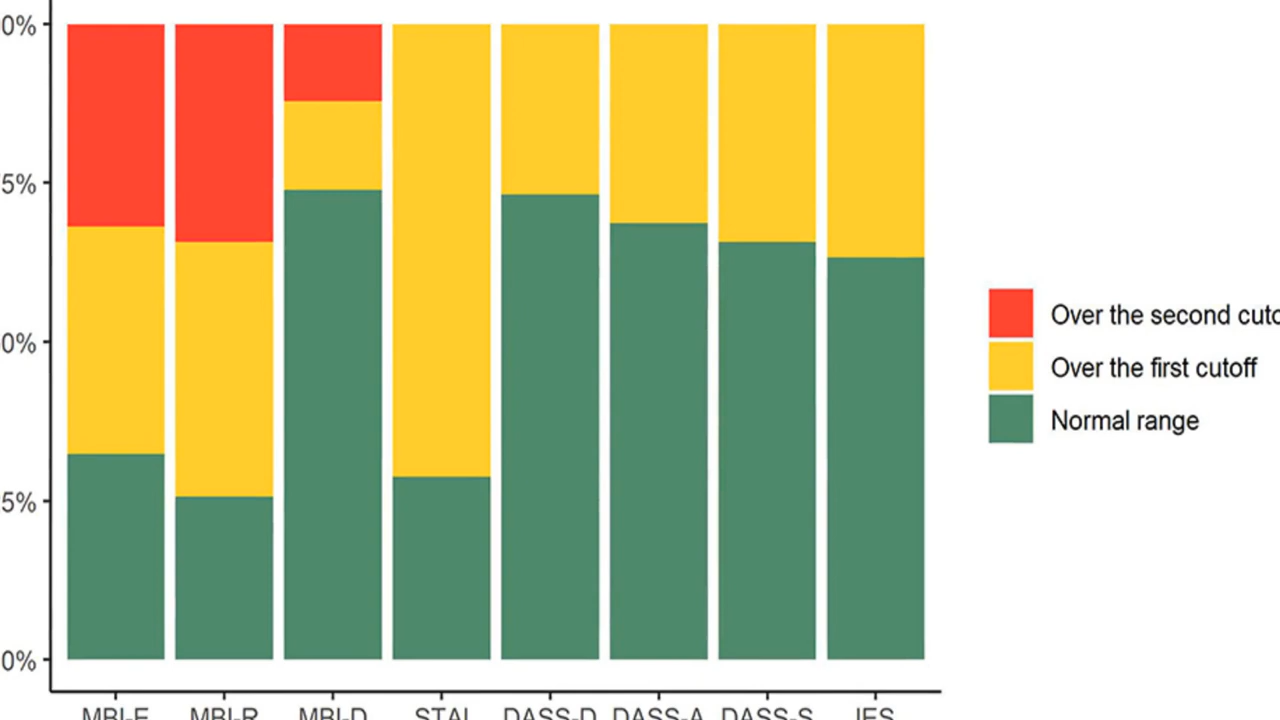 0%
5%
0%
5%
0%
Over the second cuto
Over the first cutoff
Normal range
MBI-E MBI-R MBI-D STAI DASS-D DASS-A DASS-S IES